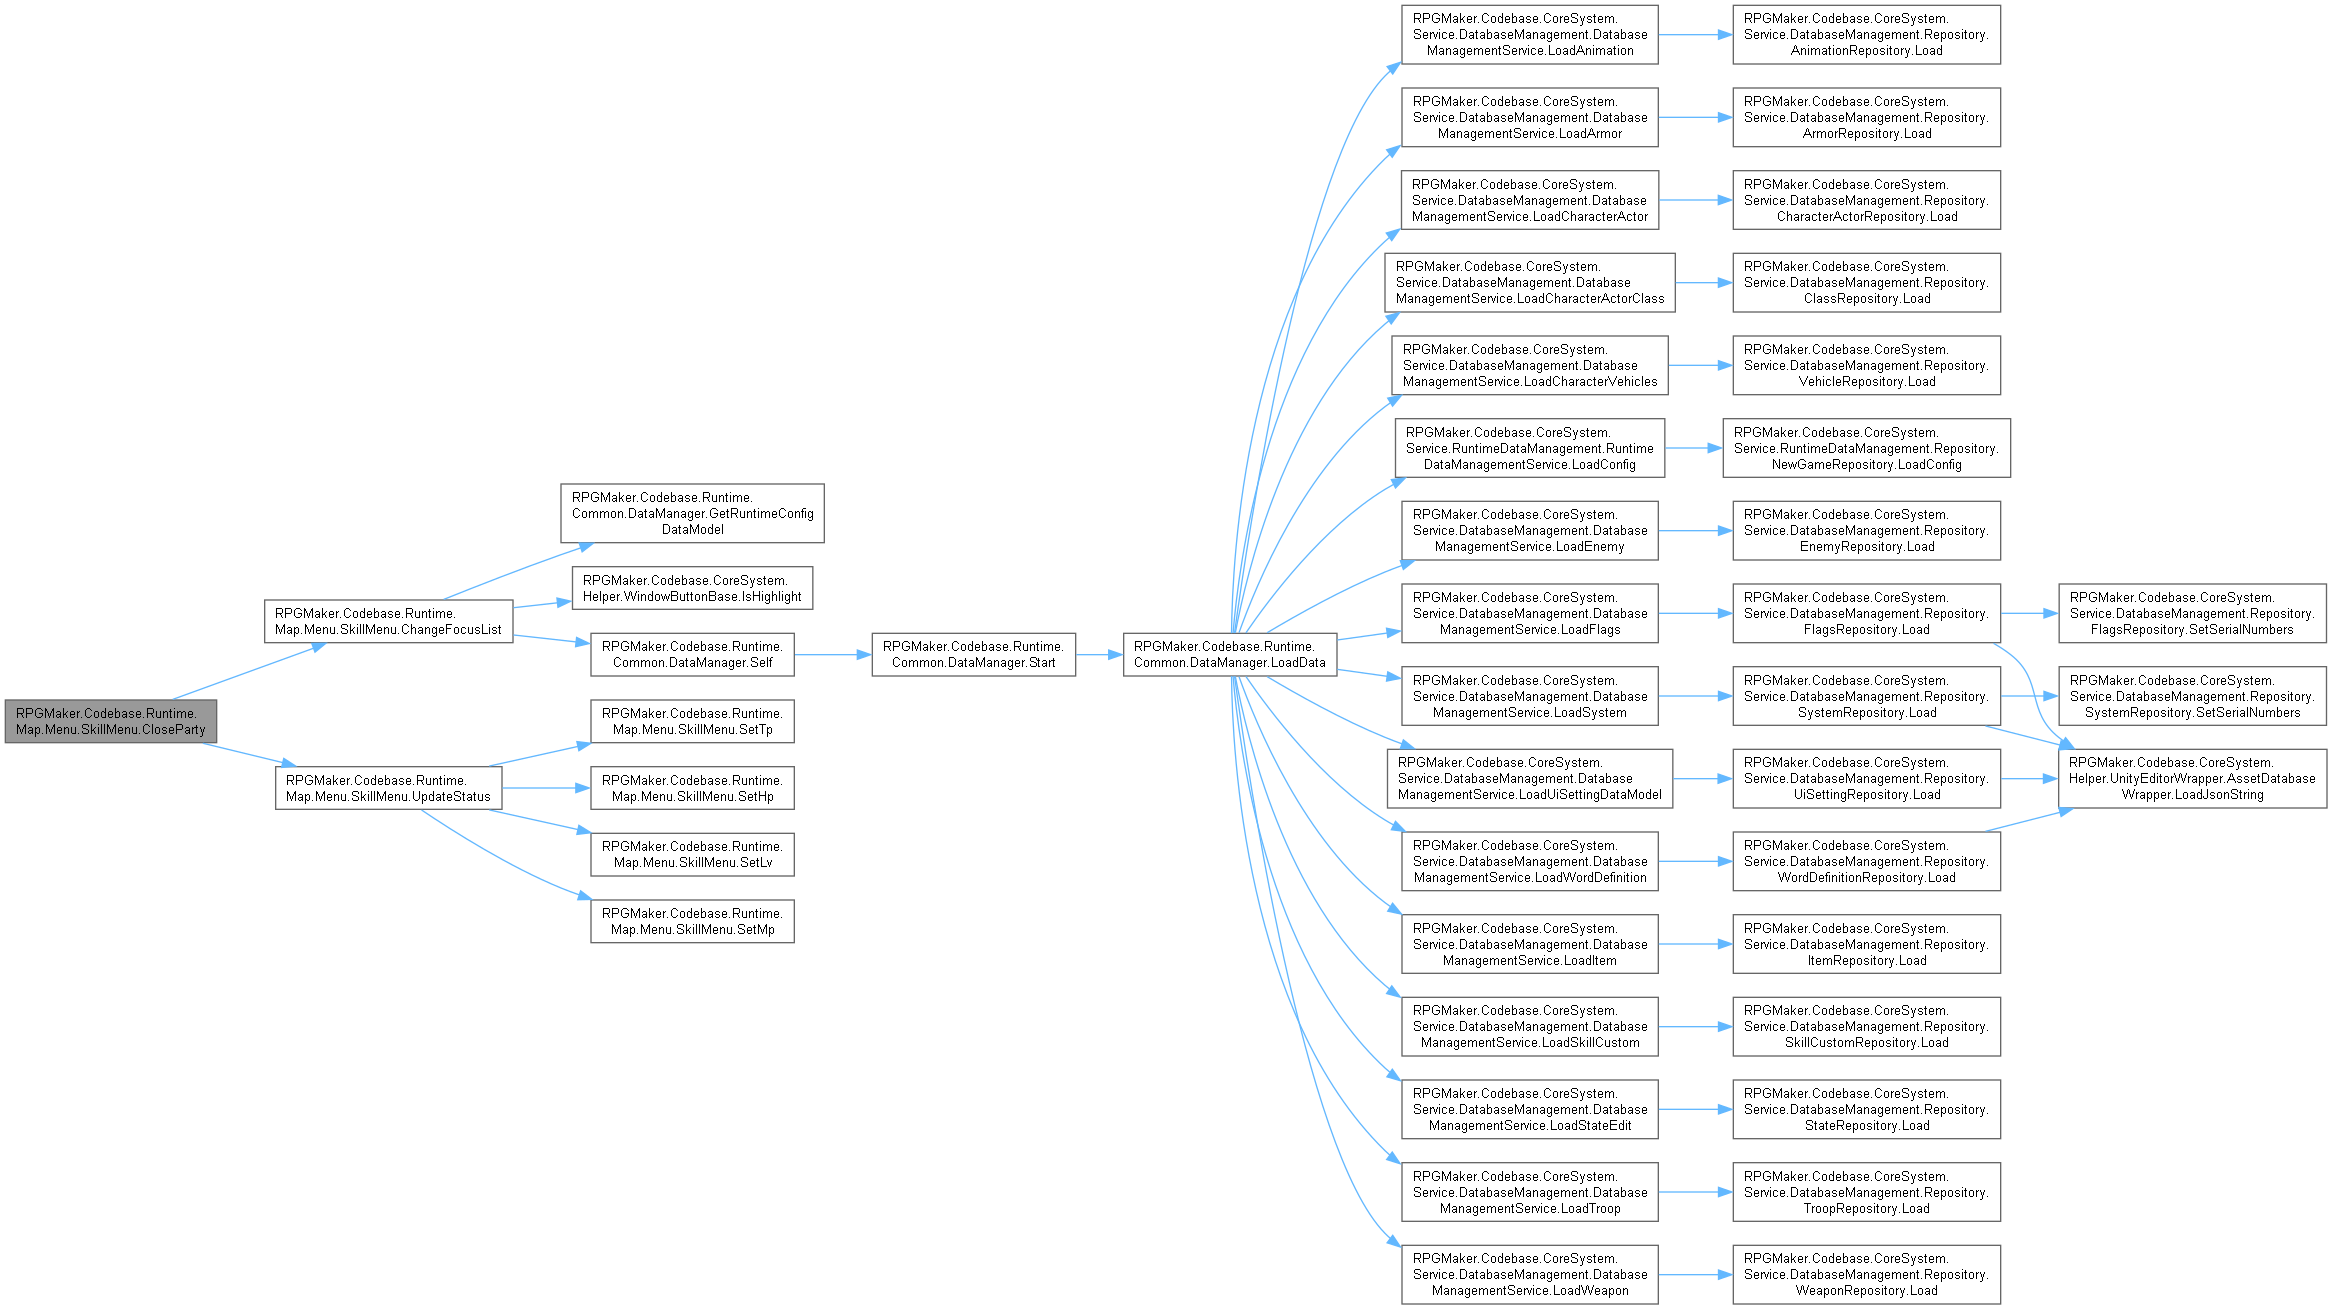 RPGMaker.Codebase.Runtime.
Map.Menu.SkillMenu.CloseParty
RPGMaker.Codebase.Runtime.
Map.Menu.SkillMenu.ChangeFocusList
RPGMaker.Codebase.Runtime.
Map.Menu.SkillMenu.UpdateStatus
RPGMaker.Codebase.Runtime.
Common.DataManager.GetRuntimeConfig
DataModel
RPGMaker.Codebase.CoreSystem.
Helper.WindowButtonBase.IsHighlight
RPGMaker.Codebase.Runtime.
Common.DataManager.Self
RPGMaker.Codebase.Runtime.
Map.Menu.SkillMenu.SetTp
RPGMaker.Codebase.Runtime.
Map.Menu.SkillMenu.SetHp
RPGMaker.Codebase.Runtime.
Map.Menu.SkillMenu.SetLv
RPGMaker.Codebase.Runtime.
Map.Menu.SkillMenu.SetMp
RPGMaker.Codebase.Runtime.
Common.DataManager.Start
RPGMaker.Codebase.Runtime.
Common.DataManager.LoadData
RPGMaker.Codebase.CoreSystem.
Service.DatabaseManagement.Database
ManagementService.LoadAnimation
RPGMaker.Codebase.CoreSystem.
Service.DatabaseManagement.Database
ManagementService.LoadArmor
RPGMaker.Codebase.CoreSystem.
Service.DatabaseManagement.Database
ManagementService.LoadCharacterActor
RPGMaker.Codebase.CoreSystem.
Service.DatabaseManagement.Database
ManagementService.LoadCharacterActorClass
RPGMaker.Codebase.CoreSystem.
Service.DatabaseManagement.Database
ManagementService.LoadCharacterVehicles
RPGMaker.Codebase.CoreSystem.
Service.RuntimeDataManagement.Runtime
DataManagementService.LoadConfig
RPGMaker.Codebase.CoreSystem.
Service.DatabaseManagement.Database
ManagementService.LoadEnemy
RPGMaker.Codebase.CoreSystem.
Service.DatabaseManagement.Database
ManagementService.LoadFlags
RPGMaker.Codebase.CoreSystem.
Service.DatabaseManagement.Database
ManagementService.LoadSystem
RPGMaker.Codebase.CoreSystem.
Service.DatabaseManagement.Database
ManagementService.LoadUiSettingDataModel
RPGMaker.Codebase.CoreSystem.
Service.DatabaseManagement.Database
ManagementService.LoadWordDefinition
RPGMaker.Codebase.CoreSystem.
Service.DatabaseManagement.Database
ManagementService.LoadItem
RPGMaker.Codebase.CoreSystem.
Service.DatabaseManagement.Database
ManagementService.LoadSkillCustom
RPGMaker.Codebase.CoreSystem.
Service.DatabaseManagement.Database
ManagementService.LoadStateEdit
RPGMaker.Codebase.CoreSystem.
Service.DatabaseManagement.Database
ManagementService.LoadTroop
RPGMaker.Codebase.CoreSystem.
Service.DatabaseManagement.Database
ManagementService.LoadWeapon
RPGMaker.Codebase.CoreSystem.
Service.DatabaseManagement.Repository.
AnimationRepository.Load
RPGMaker.Codebase.CoreSystem.
Service.DatabaseManagement.Repository.
ArmorRepository.Load
RPGMaker.Codebase.CoreSystem.
Service.DatabaseManagement.Repository.
CharacterActorRepository.Load
RPGMaker.Codebase.CoreSystem.
Service.DatabaseManagement.Repository.
ClassRepository.Load
RPGMaker.Codebase.CoreSystem.
Service.DatabaseManagement.Repository.
VehicleRepository.Load
RPGMaker.Codebase.CoreSystem.
Service.RuntimeDataManagement.Repository.
NewGameRepository.LoadConfig
RPGMaker.Codebase.CoreSystem.
Service.DatabaseManagement.Repository.
EnemyRepository.Load
RPGMaker.Codebase.CoreSystem.
Service.DatabaseManagement.Repository.
FlagsRepository.Load
RPGMaker.Codebase.CoreSystem.
Service.DatabaseManagement.Repository.
SystemRepository.Load
RPGMaker.Codebase.CoreSystem.
Service.DatabaseManagement.Repository.
UiSettingRepository.Load
RPGMaker.Codebase.CoreSystem.
Service.DatabaseManagement.Repository.
WordDefinitionRepository.Load
RPGMaker.Codebase.CoreSystem.
Service.DatabaseManagement.Repository.
ItemRepository.Load
RPGMaker.Codebase.CoreSystem.
Service.DatabaseManagement.Repository.
SkillCustomRepository.Load
RPGMaker.Codebase.CoreSystem.
Service.DatabaseManagement.Repository.
StateRepository.Load
RPGMaker.Codebase.CoreSystem.
Service.DatabaseManagement.Repository.
TroopRepository.Load
RPGMaker.Codebase.CoreSystem.
Service.DatabaseManagement.Repository.
WeaponRepository.Load
RPGMaker.Codebase.CoreSystem.
Service.DatabaseManagement.Repository.
FlagsRepository.SetSerialNumbers
RPGMaker.Codebase.CoreSystem.
Service.DatabaseManagement.Repository.
SystemRepository.SetSerialNumbers
RPGMaker.Codebase.CoreSystem.
Helper.UnityEditorWrapper.AssetDatabase
Wrapper.LoadJsonString